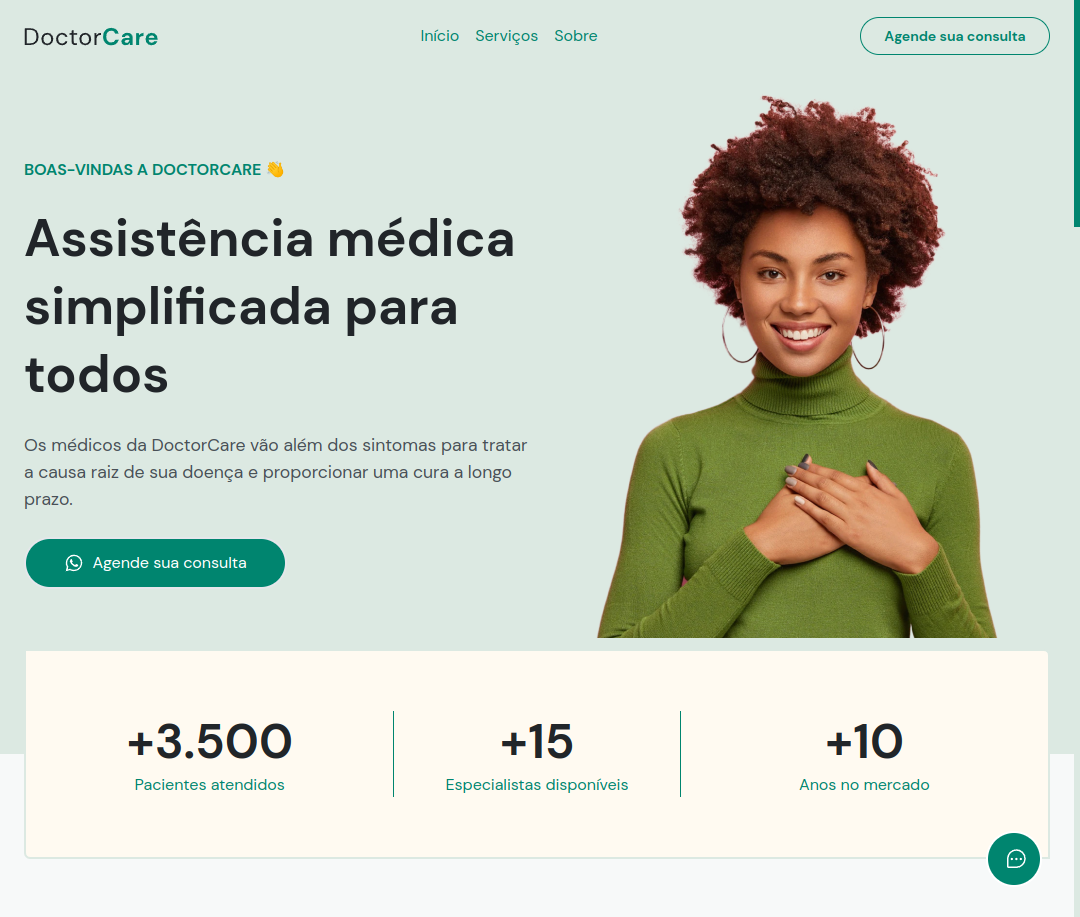 DoctorCare
Início Serviços Sobre
Agende sua consulta
BOAS-VINDAS A DOCTORCARE 👋
Assistência médica
simplificada para
todos
Os médicos da DoctorCare vão além dos sintomas para tratar
a causa raiz de sua doença e proporcionar uma cura a longo
prazo.
Agende sua consulta
+3.500
Pacientes atendidos
+15
Especialistas disponíveis
+10
Anos no mercado